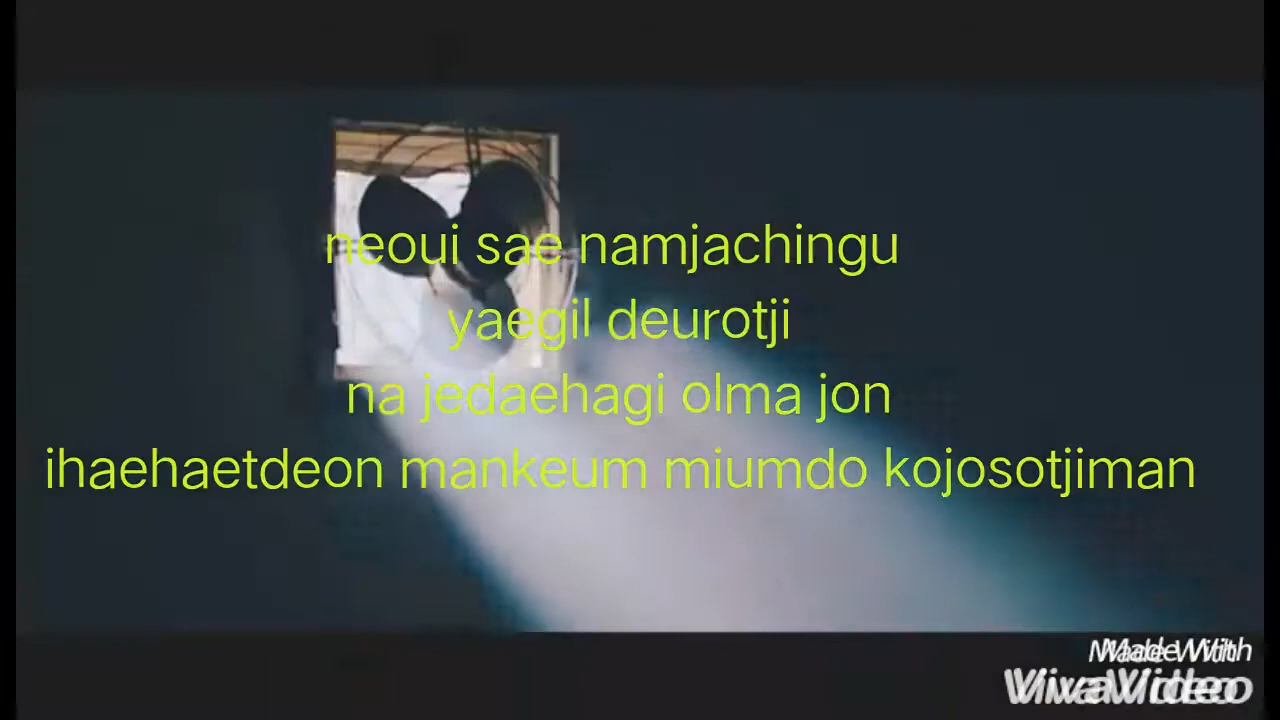 neoui sae namjachingu
yaegil deurotji
na jedaehagi olma jon
ihaehaetdeon mankeum miumdo kojosotjiman
Made With
VivaVideo